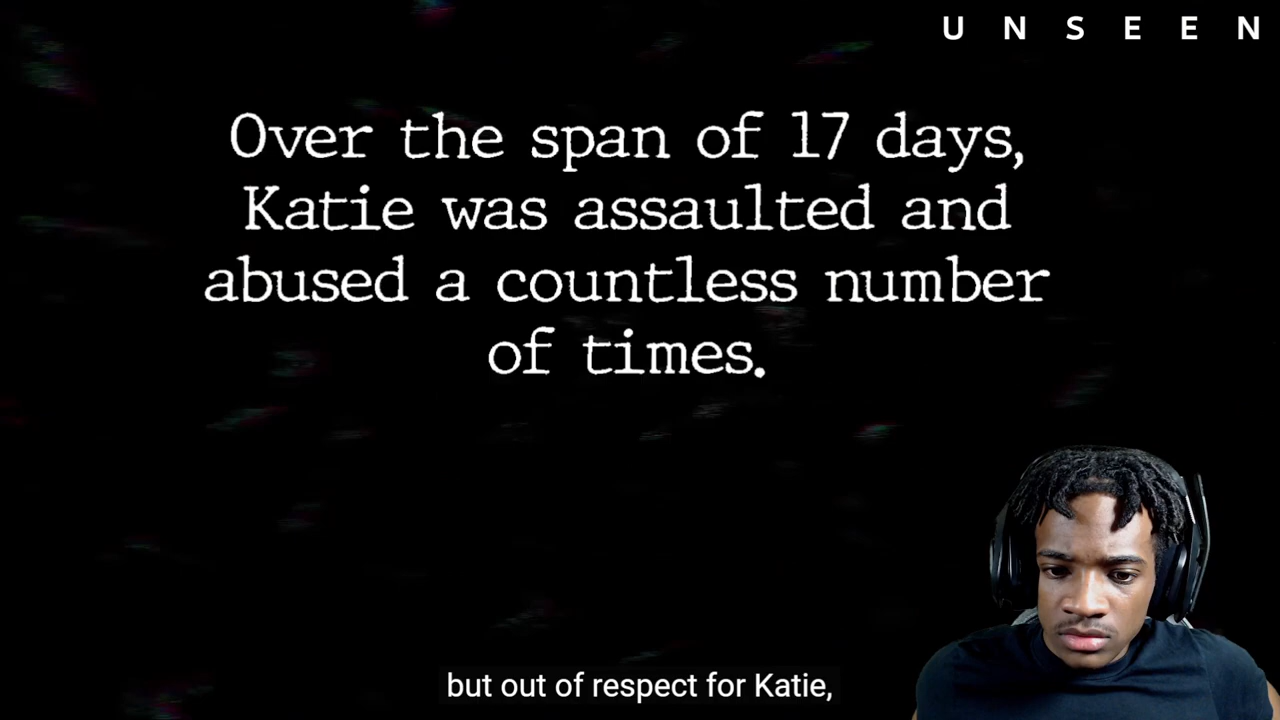 UNSEEN
Over the span of 17 days,
Katie was assaulted and
abused a countless number
of times.
but out of respect for Katie,